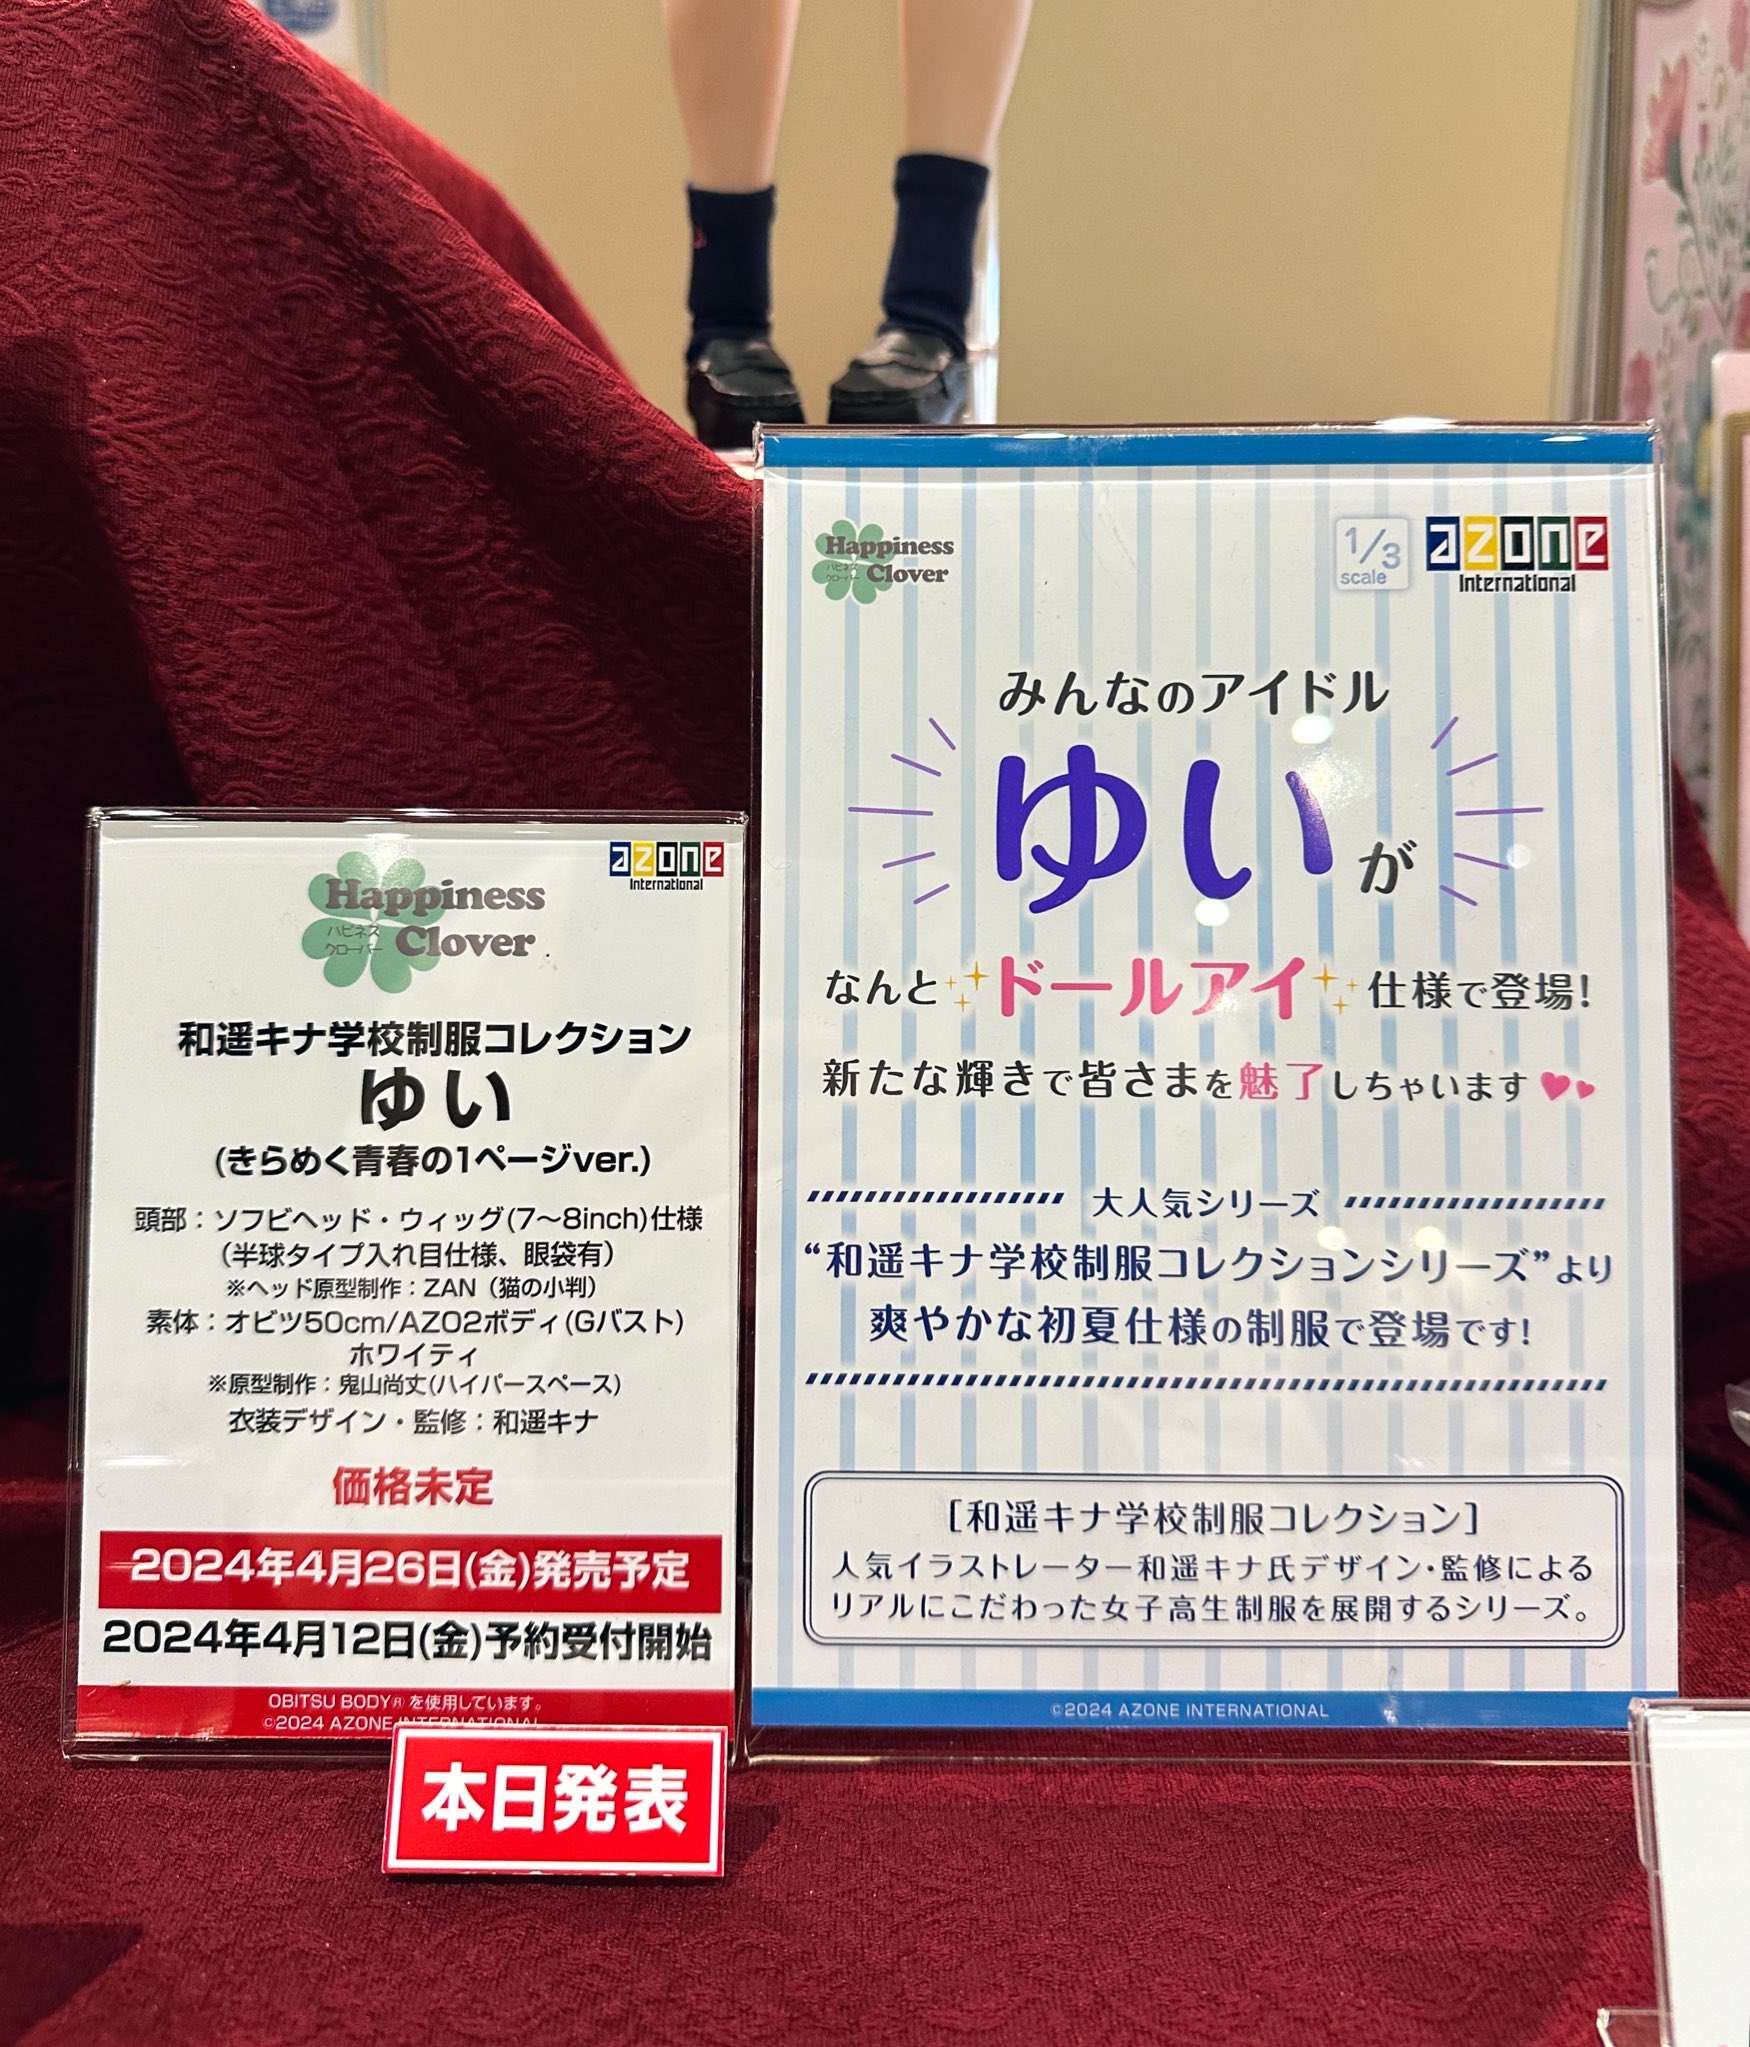 Happiness
ハピネス
クローバー Clover
azone
International
和遥キナ学校制服コレクション
ゆい
(きらめく青春の1ページver.)
頭部：ソフビヘッド・ウィッグ(7〜8inch)仕様
（半球タイプ入れ目仕様、眼袋有）
※ヘッド原型制作：ZAN（猫の小判）
素体：オビツ50cm/AZO2ボディ(Gバスト)
ホワイティ
※原型制作：鬼山尚丈(ハイパースペース)
衣装デザイン・監修：和遥キナ
価格未定
2024年4月26日(金)発売予定
2024年4月12日(金)予約受付開始
OBITSU BODY® を使用しています。
©2024 AZONE INTERNATIONAL
本日発表
Happiness
ハピネス
クローバー Clover
1/3
scale
azone
International
みんなのアイドル
ゆいが
なんとドールアイ仕様で登場!
新たな輝きで皆さまを魅了しちゃいます
大人気シリーズ
“和遥キナ学校制服コレクションシリーズ”より
爽やかな初夏仕様の制服で登場です!
[和遥キナ学校制服コレクション]
人気イラストレーター和遥キナ氏デザイン・監修による
リアルにこだわった女子高生制服を展開するシリーズ。
©2024 AZONE INTERNATIONAL